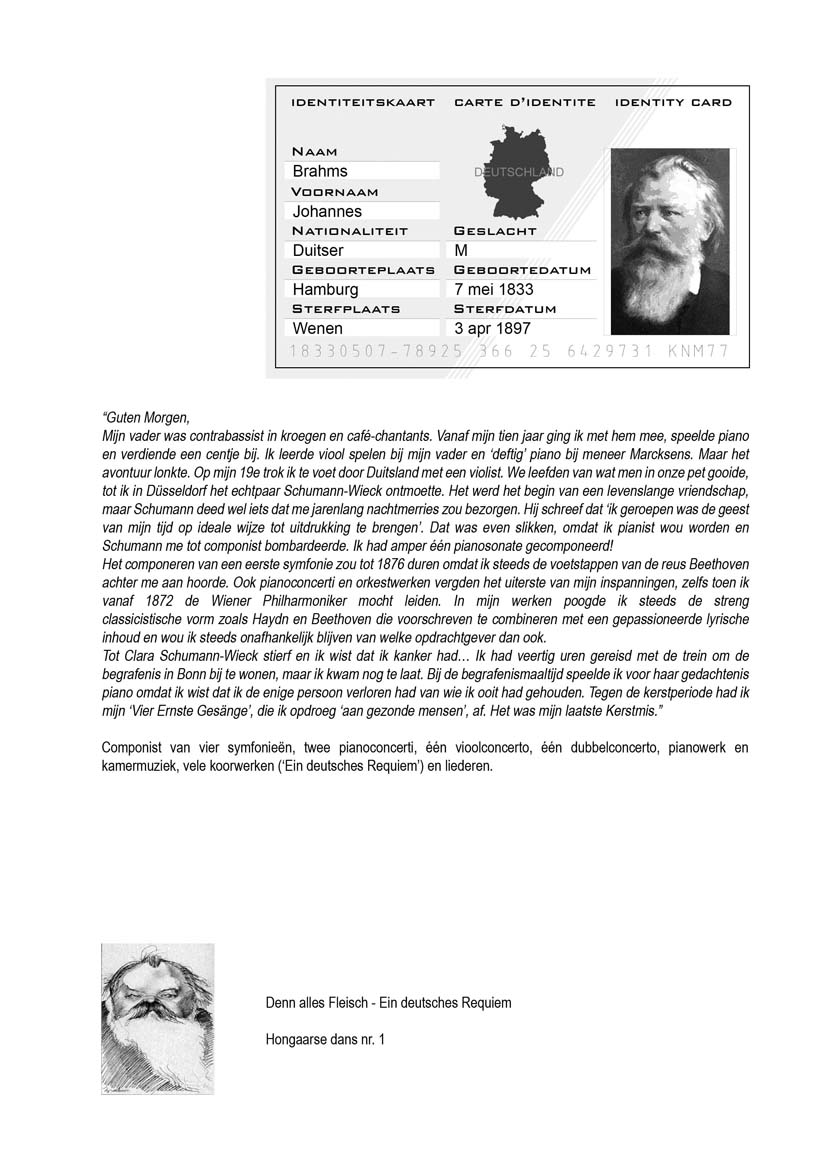 IDENTITEITSKAART CARTE D'IDENTITE IDENTITY CARD
NAAM
Brahms
DEUTSCHLAND
VOORNAAM
Johannes
NATIONALITEIT GESLACHT
Duitser M
GEBOORTEPLAATS GEBOORTEDATUM
Hamburg 7 mei 1833
STERFPLAATS STERFDATUM
Wenen 3 apr 1897
18330507-78925 366 25 6429731 KNM77
“Guten Morgen,
Mijn vader was contrabassist in kroegen en café-chantants. Vanaf mijn tien jaar ging ik met hem mee, speelde piano
en verdiende een centje bij. Ik leerde viool spelen bij mijn vader en ‘deftig’ piano bij meneer Marcksens. Maar het
avontuur lonkte. Op mijn 19e trok ik te voet door Duitsland met een violist. We leefden van wat men in onze pet gooide,
tot ik in Düsseldorf het echtpaar Schumann-Wieck ontmoette. Het werd het begin van een levenslange vriendschap,
maar Schumann deed wel iets dat me jarenlang nachtmerries zou bezorgen. Hij schreef dat ‘ik geroepen was de geest
van mijn tijd op ideale wijze tot uitdrukking te brengen’. Dat was even slikken, omdat ik pianist wou worden en
Schumann me tot componist bombardeerde. Ik had amper één pianosonate gecomponeerd!
Het componeren van een eerste symfonie zou tot 1876 duren omdat ik steeds de voetstappen van de reus Beethoven
achter me aan hoorde. Ook pianoconcerti en orkestwerken vergden het uiterste van mijn inspanningen, zelfs toen ik
vanaf 1872 de Wiener Philharmoniker mocht leiden. In mijn werken poogde ik steeds de streng
classicistische vorm zoals Haydn en Beethoven die voorschreven te combineren met een gepassioneerde lyrische
inhoud en wou ik steeds onafhankelijk blijven van welke opdrachtgever dan ook.
Tot Clara Schumann-Wieck stierf en ik wist dat ik kanker had… Ik had veertig uren gereisd met de trein om de
begrafenis in Bonn bij te wonen, maar ik kwam nog te laat. Bij de begrafenismaaltijd speelde ik voor haar gedachtenis
piano omdat ik wist dat ik de enige persoon verloren had van wie ik ooit had gehouden. Tegen de kerstperiode had ik
mijn ‘Vier Ernste Gesänge’, die ik opdroeg ‘aan gezonde mensen’, af. Het was mijn laatste Kerstmis.”
Componist van vier symfonieën, twee pianoconcerti, één vioolconcerto, één dubbelconcerto, pianowerk en
kamermuziek, vele koorwerken (‘Ein deutsches Requiem’) en liederen.
Denn alles Fleisch - Ein deutsches Requiem
Hongaarse dans nr. 1